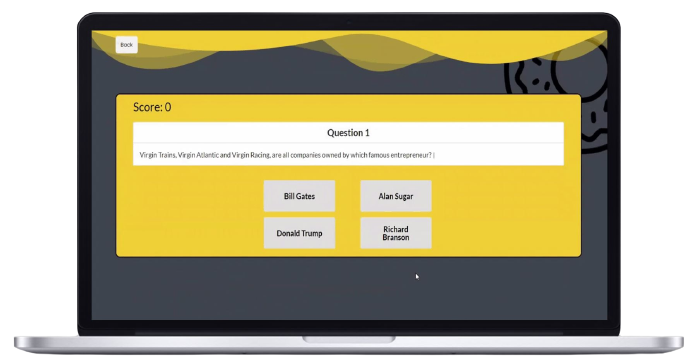 Back
Score: 0
Question 1
Virgin Trains, Virgin Atlantic and Virgin Racing, are all companies owned by which famous entrepreneur? |
Bill Gates
Alan Sugar
Donald Trump
Richard
Branson